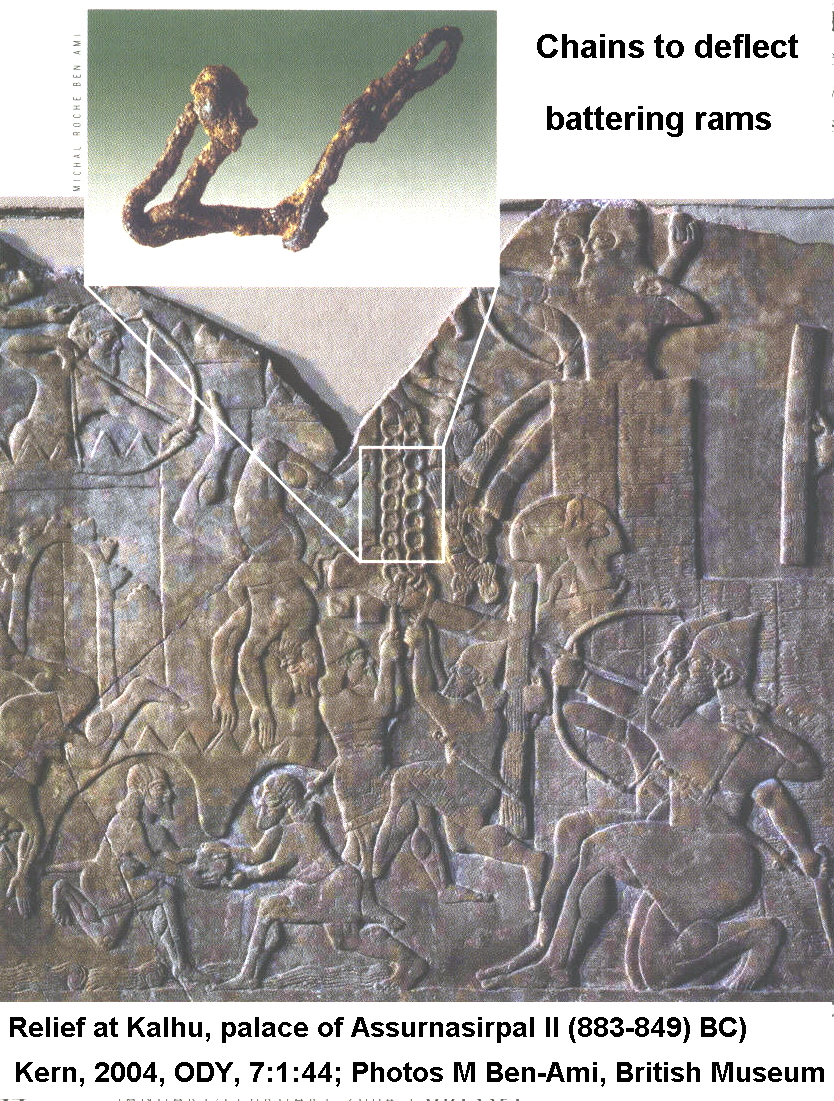 MICHAL ROCHE BEN AMI
Chains to deflect
battering rams
Relief at Kalhu, palace of Assurnasirpal II (883-849) BC)
Kern, 2004, ODY, 7:1:44; Photos M Ben-Ami, British Museum